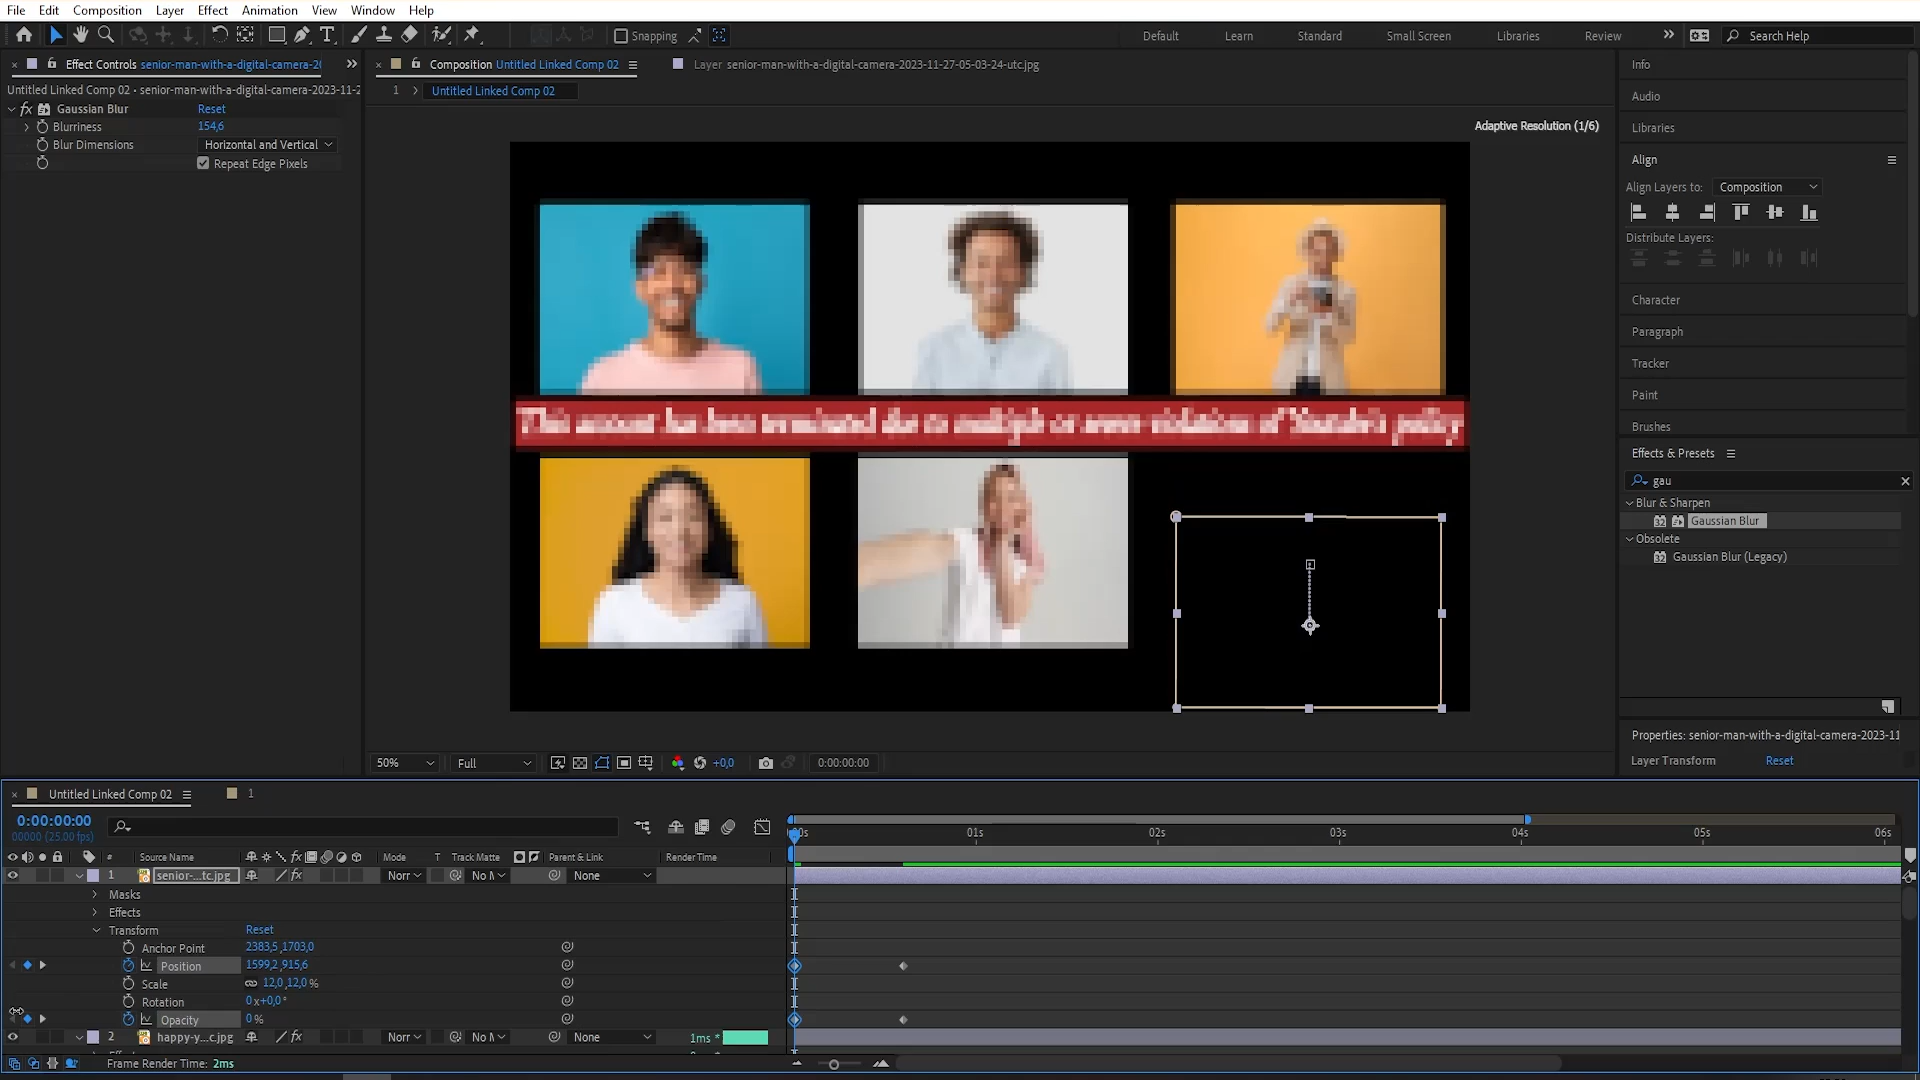 File Edit Composition Layer Effect Animation View Window Help
Snapping
Default Learn Standard Small Screen Libraries Review Search Help
Effect Controls senior-man-with-a-digital-camera-2(
Untitled Linked Comp 02 • senior-man-with-a-digital-camera-2023-11-2
Gaussian Blur Reset
Blurriness 154,6
Blur Dimensions Horizontal and Vertical
Repeat Edge Pixels
Composition Untitled Linked Comp 02
Layer senior-man-with-a-digital-camera-2023-11-27-05-03-24-utc.jpg
1 Untitled Linked Comp 02
Adaptive Resolution (1/6)
This account has been terminated due to multiple or severe violations of Youtube's policy
50% Full +0,0 0:00:00:00
Info
Audio
Libraries
Align
Align Layers to: Composition
Distribute Layers:
Character
Paragraph
Tracker
Paint
Brushes
Effects & Presets
gau
Blur & Sharpen
32 Gaussian Blur
Obsolete
32 Gaussian Blur (Legacy)
Properties: senior-man-with-a-digital-camera-2023-11
Layer Transform Reset
Untitled Linked Comp 02 1
0:00:00:00
00000 (25.00 fps)
:00s 01s 02s 03s 04s 05s 06s
# Source Name fx Mode T Track Matte Parent & Link Render Time
1 senior-...tc.jpg fx Norr No M None
Masks
Effects
Transform Reset
Anchor Point 2383,5,1703,0
Position 1599,2,915,6
Scale 12,0,12,0 %
Rotation 0x+0,0°
Opacity 0 %
2 happy-y...c.jpg fx Norr No M None 1ms *
Frame Render Time: 2ms